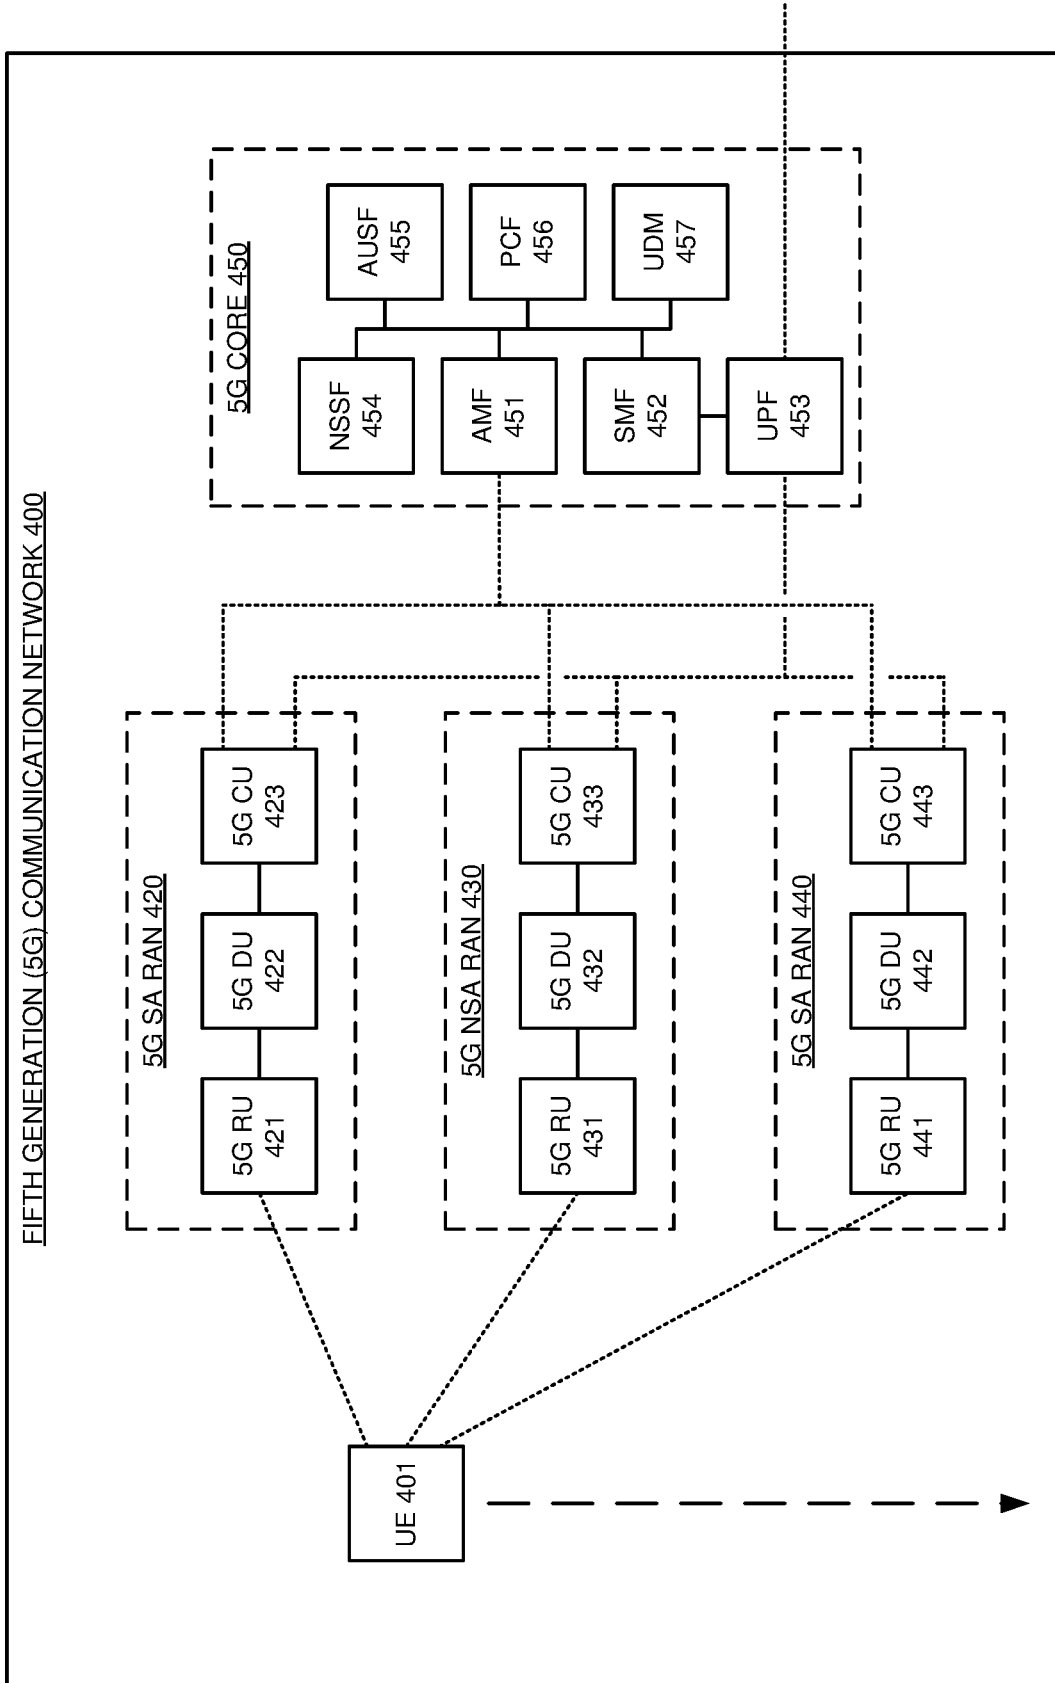 FIFTH GENERATION (5G) COMMUNICATION NETWORK 400
UE 401
5G SA RAN 420
5G RU
421
5G DU
422
5G CU
423
5G NSA RAN 430
5G RU
431
5G DU
432
5G CU
433
5G SA RAN 440
5G RU
441
5G DU
442
5G CU
443
5G CORE 450
NSSF
454
AMF
451
SMF
452
UPF
453
AUSF
455
PCF
456
UDM
457